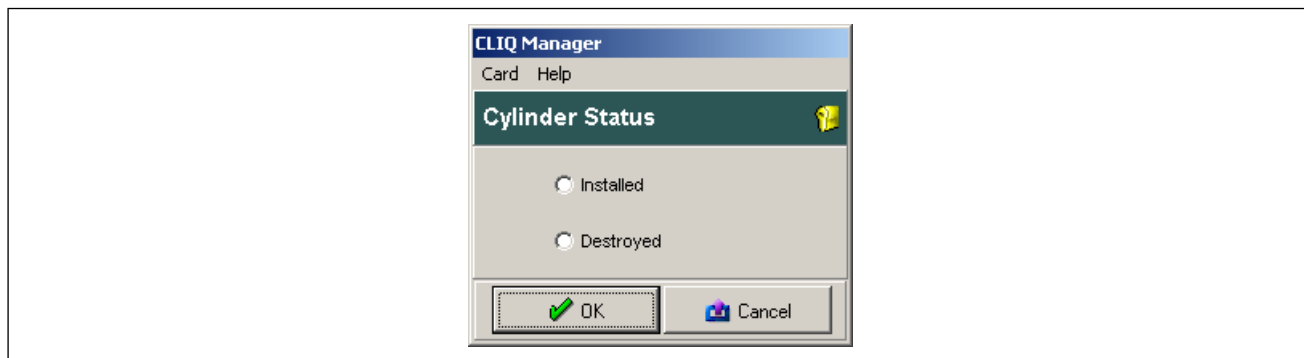 CLIQ Manager
Card Help
Cylinder Status
Installed
Destroyed
OK Cancel